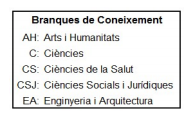 Branques de Coneixement
AH: Arts i Humanitats
C: Ciències
CS: Ciències de la Salut
CSJ: Ciències Socials i Jurídiques
EA: Enginyeria i Arquitectura